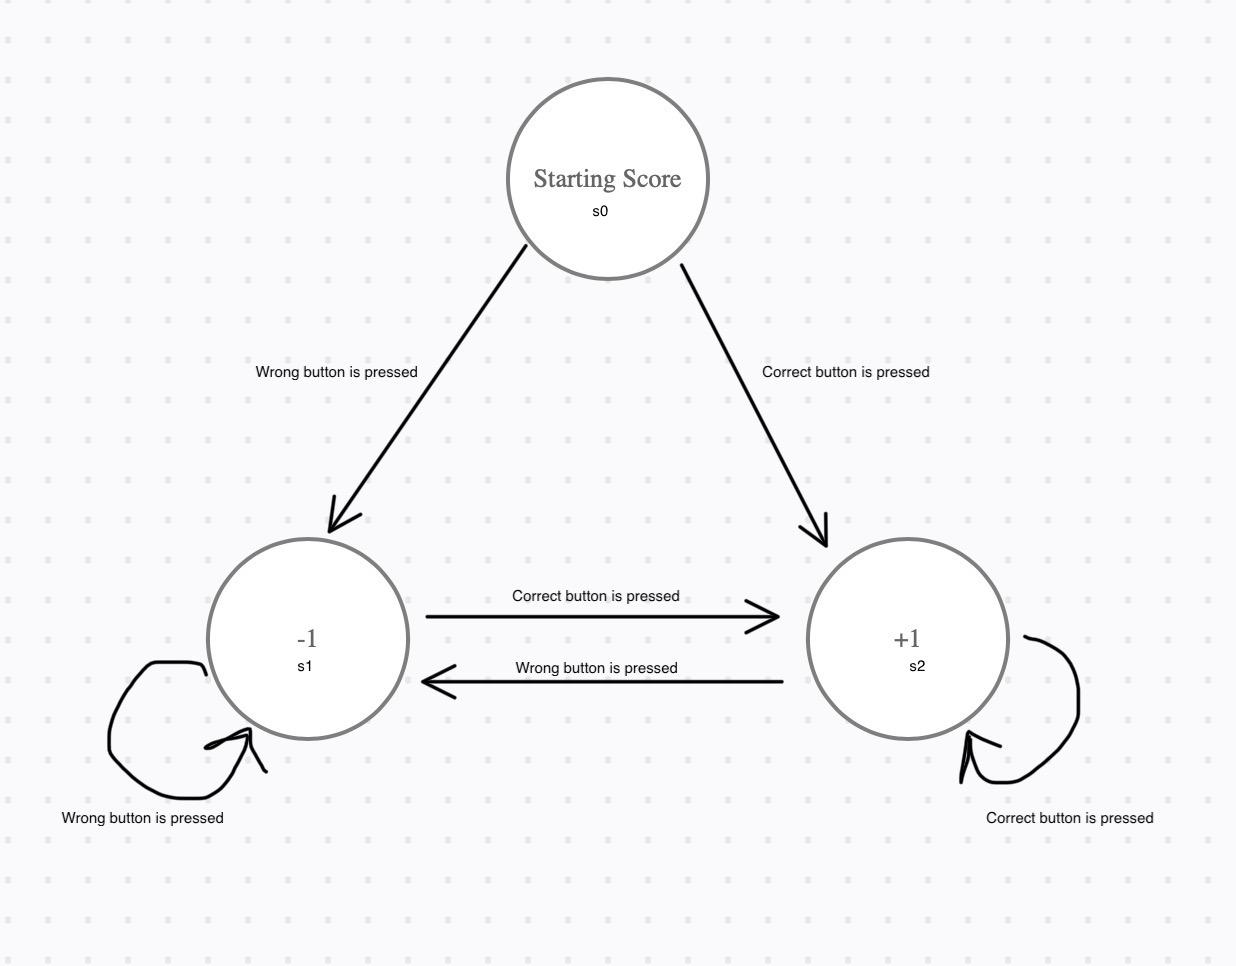 Starting Score
s0
Wrong button is pressed
Correct button is pressed
Correct button is pressed
-1
s1
+1
s2
Wrong button is pressed
Wrong button is pressed
Correct button is pressed